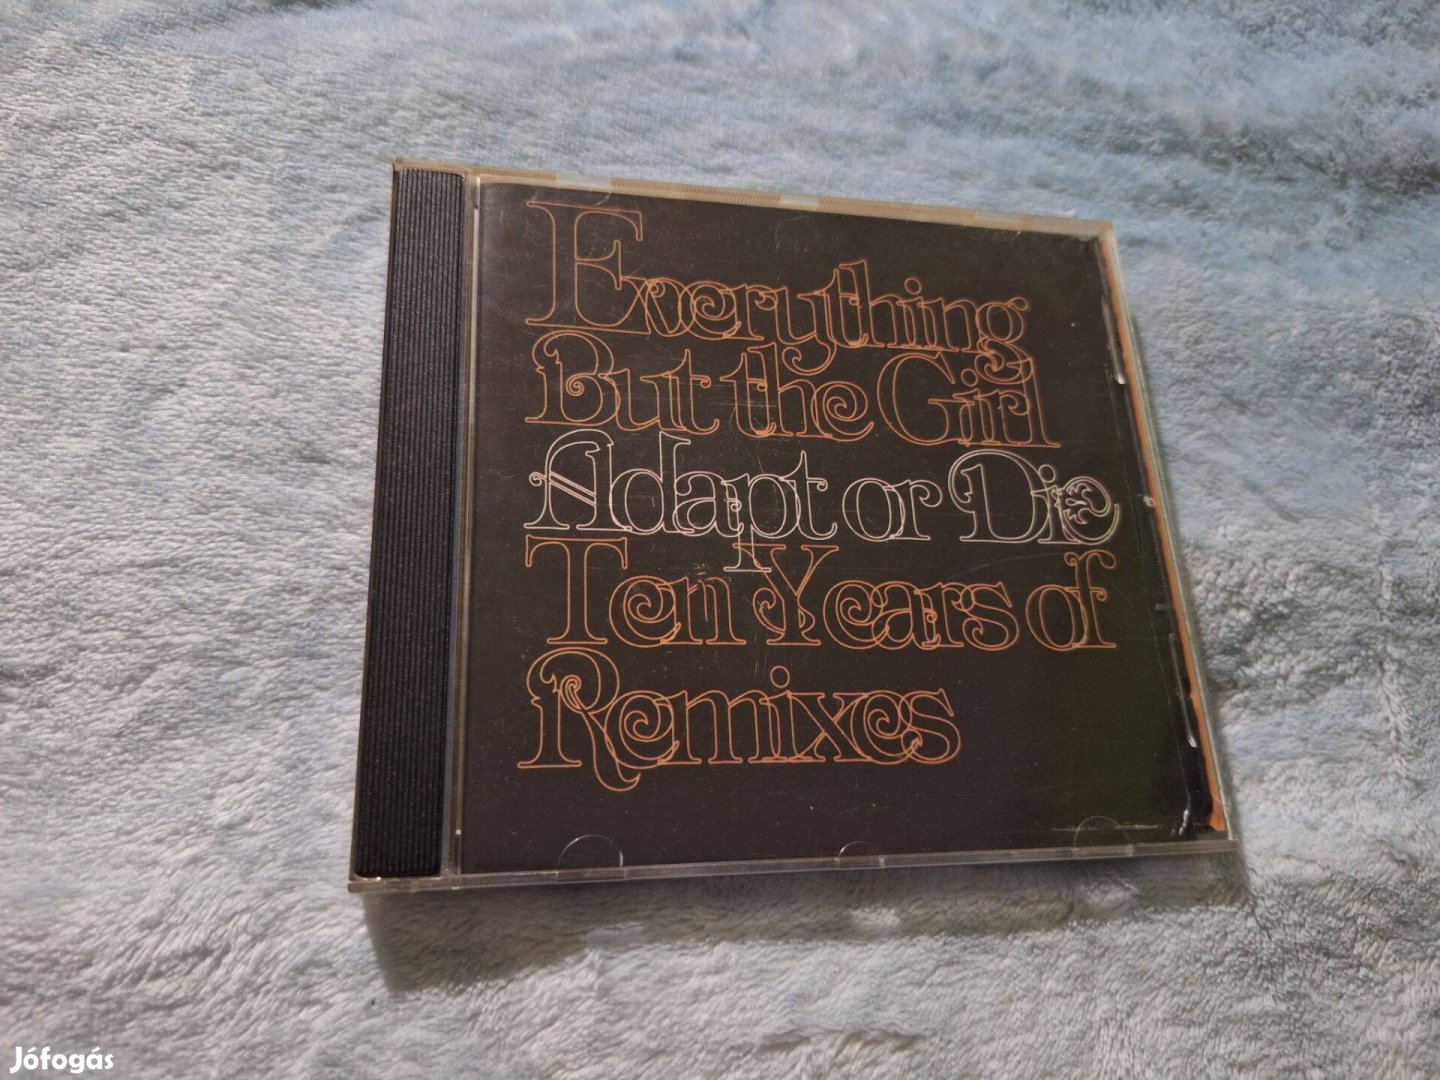 Everything
But the Girl
Adapt or Die
Ten Years of
Remixes
Jófogás